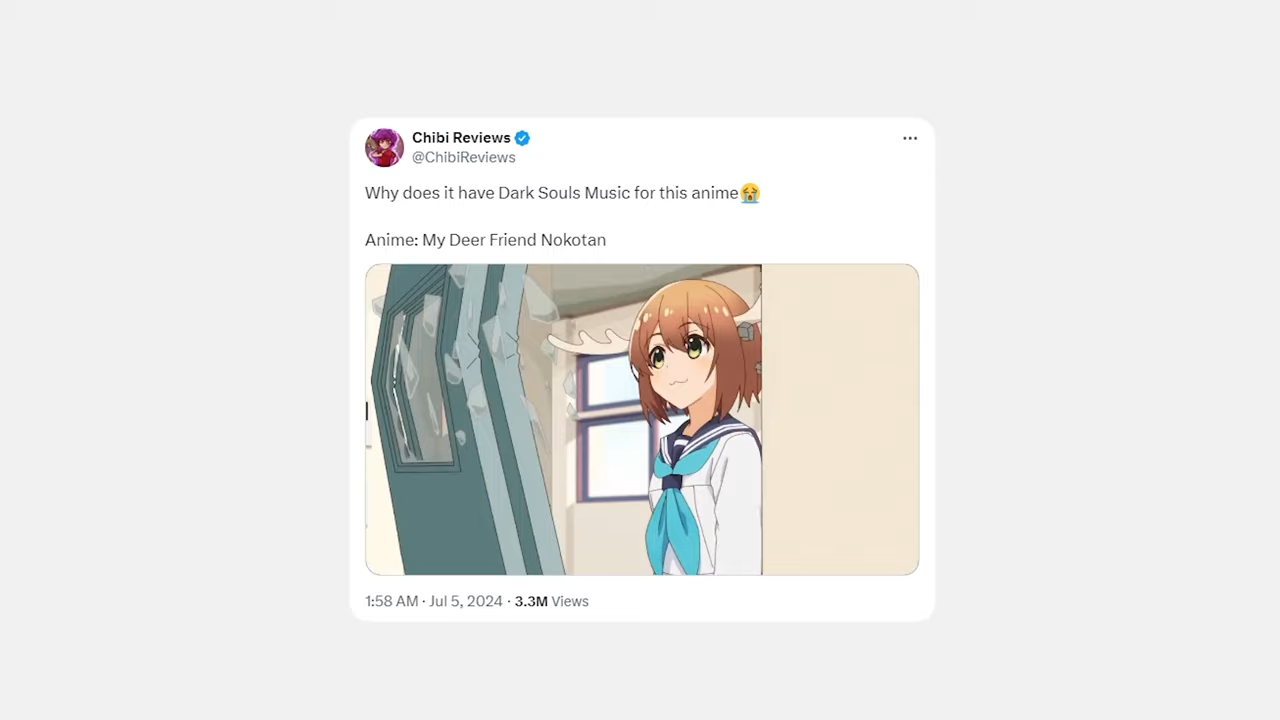 Chibi Reviews
@ChibiReviews
Why does it have Dark Souls Music for this anime😭
Anime: My Deer Friend Nokotan
1:58 AM · Jul 5, 2024 · 3.3M Views